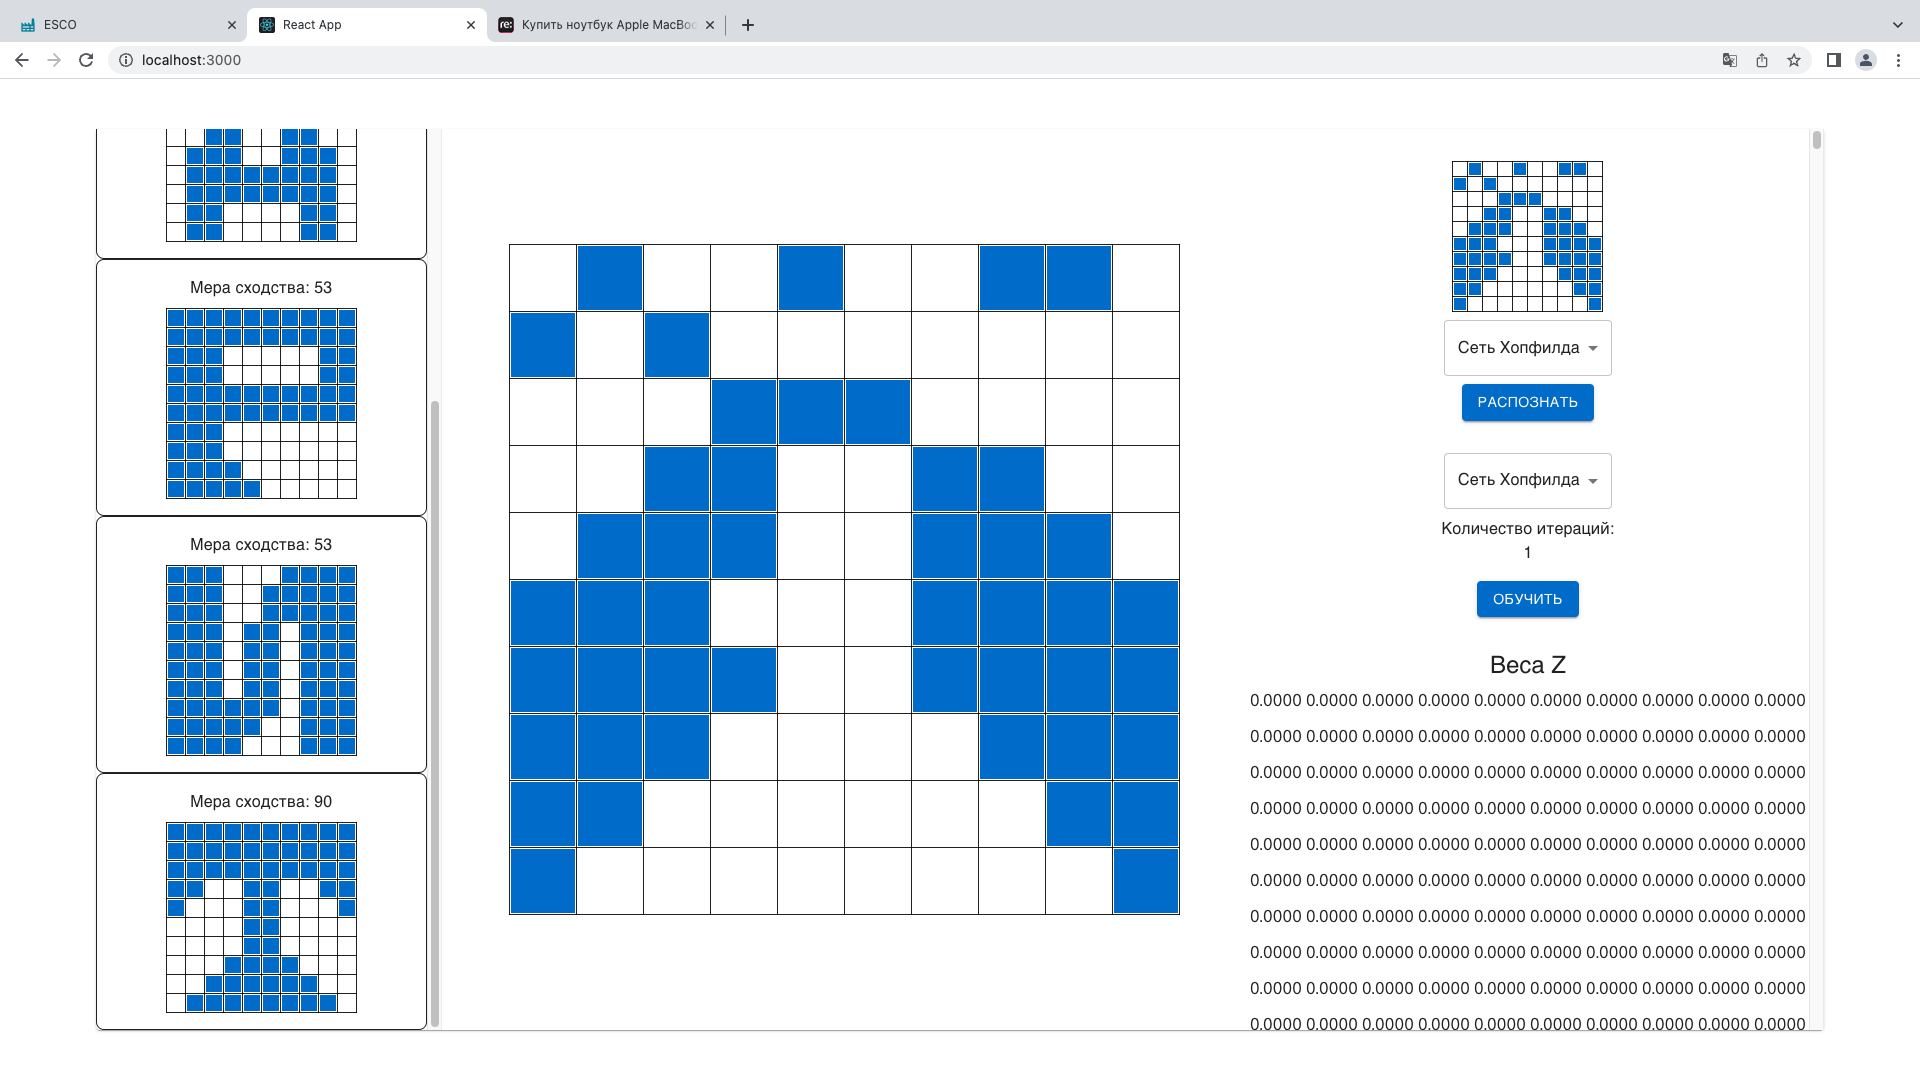 ESCO
React App
re:
Купить ноутбук Apple MacBo
localhost:3000
Мера сходства: 53
Мера сходства: 53
Мера сходства: 90
Сеть Хопфилда
РАСПОЗНАТЬ
Сеть Хопфилда
Количество итераций:
1
ОБУЧИТЬ
Веса Z
0.0000 0.0000 0.0000 0.0000 0.0000 0.0000 0.0000 0.0000 0.0000 0.0000
0.0000 0.0000 0.0000 0.0000 0.0000 0.0000 0.0000 0.0000 0.0000 0.0000
0.0000 0.0000 0.0000 0.0000 0.0000 0.0000 0.0000 0.0000 0.0000 0.0000
0.0000 0.0000 0.0000 0.0000 0.0000 0.0000 0.0000 0.0000 0.0000 0.0000
0.0000 0.0000 0.0000 0.0000 0.0000 0.0000 0.0000 0.0000 0.0000 0.0000
0.0000 0.0000 0.0000 0.0000 0.0000 0.0000 0.0000 0.0000 0.0000 0.0000
0.0000 0.0000 0.0000 0.0000 0.0000 0.0000 0.0000 0.0000 0.0000 0.0000
0.0000 0.0000 0.0000 0.0000 0.0000 0.0000 0.0000 0.0000 0.0000 0.0000
0.0000 0.0000 0.0000 0.0000 0.0000 0.0000 0.0000 0.0000 0.0000 0.0000
0.0000 0.0000 0.0000 0.0000 0.0000 0.0000 0.0000 0.0000 0.0000 0.0000